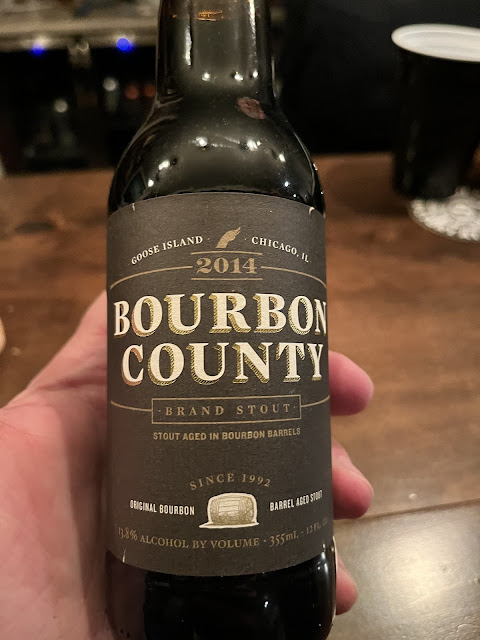 GOOSE ISLAND · CHICAGO, IL
2014
BOURBON
COUNTY
· BRAND STOUT ·
STOUT AGED IN BOURBON BARRELS
SINCE 1992
ORIGINAL BOURBON BARREL AGED STOUT
13.8% ALCOHOL BY VOLUME · 355mL - 12 FL.